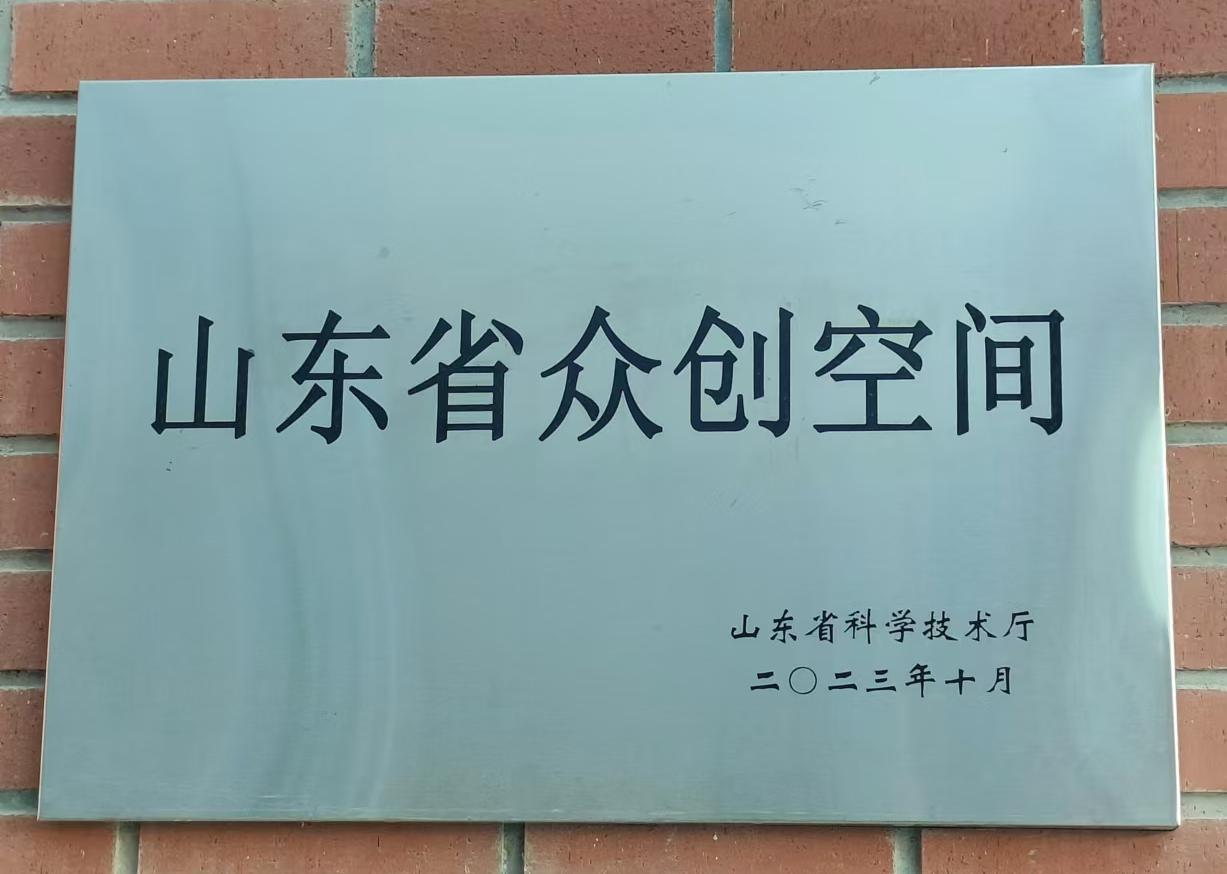 山东省众创空间
山东省科学技术厅
二〇二三年十月